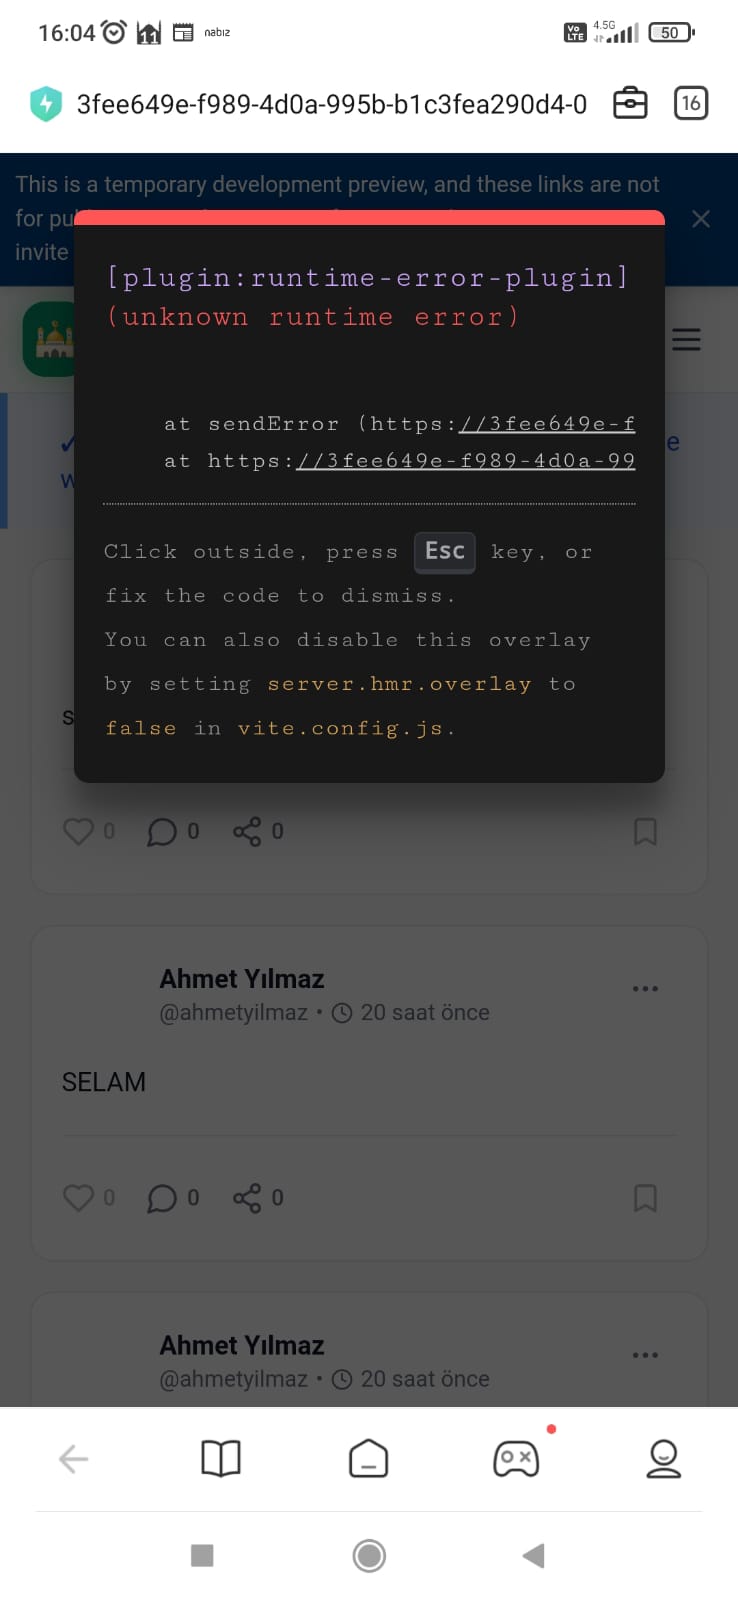 16:04
11
nabız
Vo
LTE
4.5G
50
3fee649e-f989-4d0a-995b-b1c3fea290d4-0
16
This is a temporary development preview, and these links are not
for pu
invite
[plugin:runtime-error-plugin]
(unknown runtime error)
at sendError (https://3fee649e-f
at https://3fee649e-f989-4d0a-99
e
w
Click outside, press Esc key, or
fix the code to dismiss.
You can also disable this overlay
by setting server.hmr.overlay to
false in vite.config.js.
s
0 0 0
Ahmet Yılmaz
@ahmetyilmaz • 20 saat önce
SELAM
0 0 0
Ahmet Yılmaz
@ahmetyilmaz • 20 saat önce